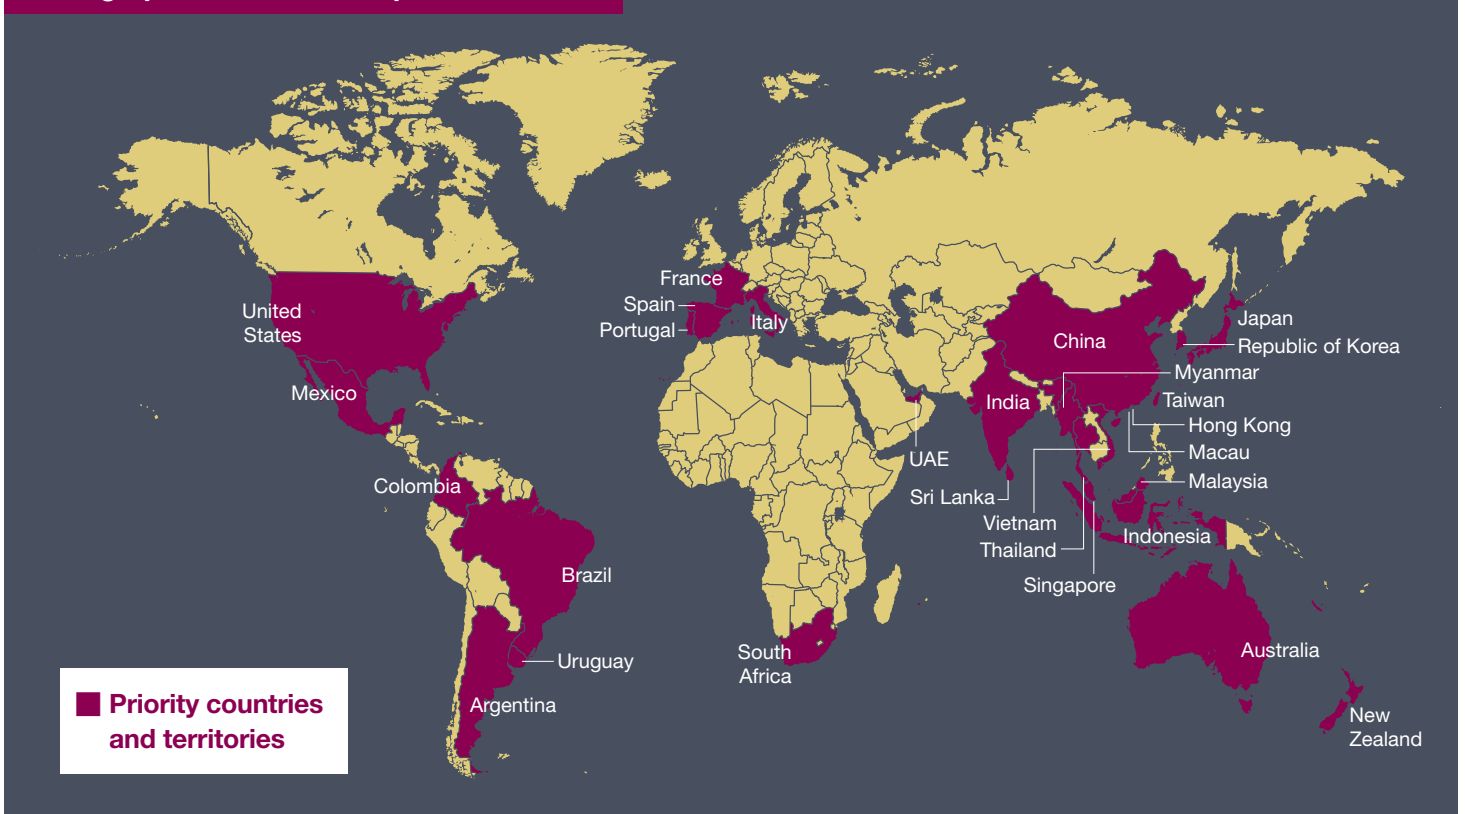 United
States
Mexico
Colombia
Brazil
Uruguay
Argentina
France
Spain
Portugal
Italy
South
Africa
UAE
India
Sri Lanka
China
Japan
Republic of Korea
Myanmar
Taiwan
Hong Kong
Macau
Malaysia
Vietnam
Thailand
Singapore
Indonesia
Australia
New
Zealand
Priority countries
and territories